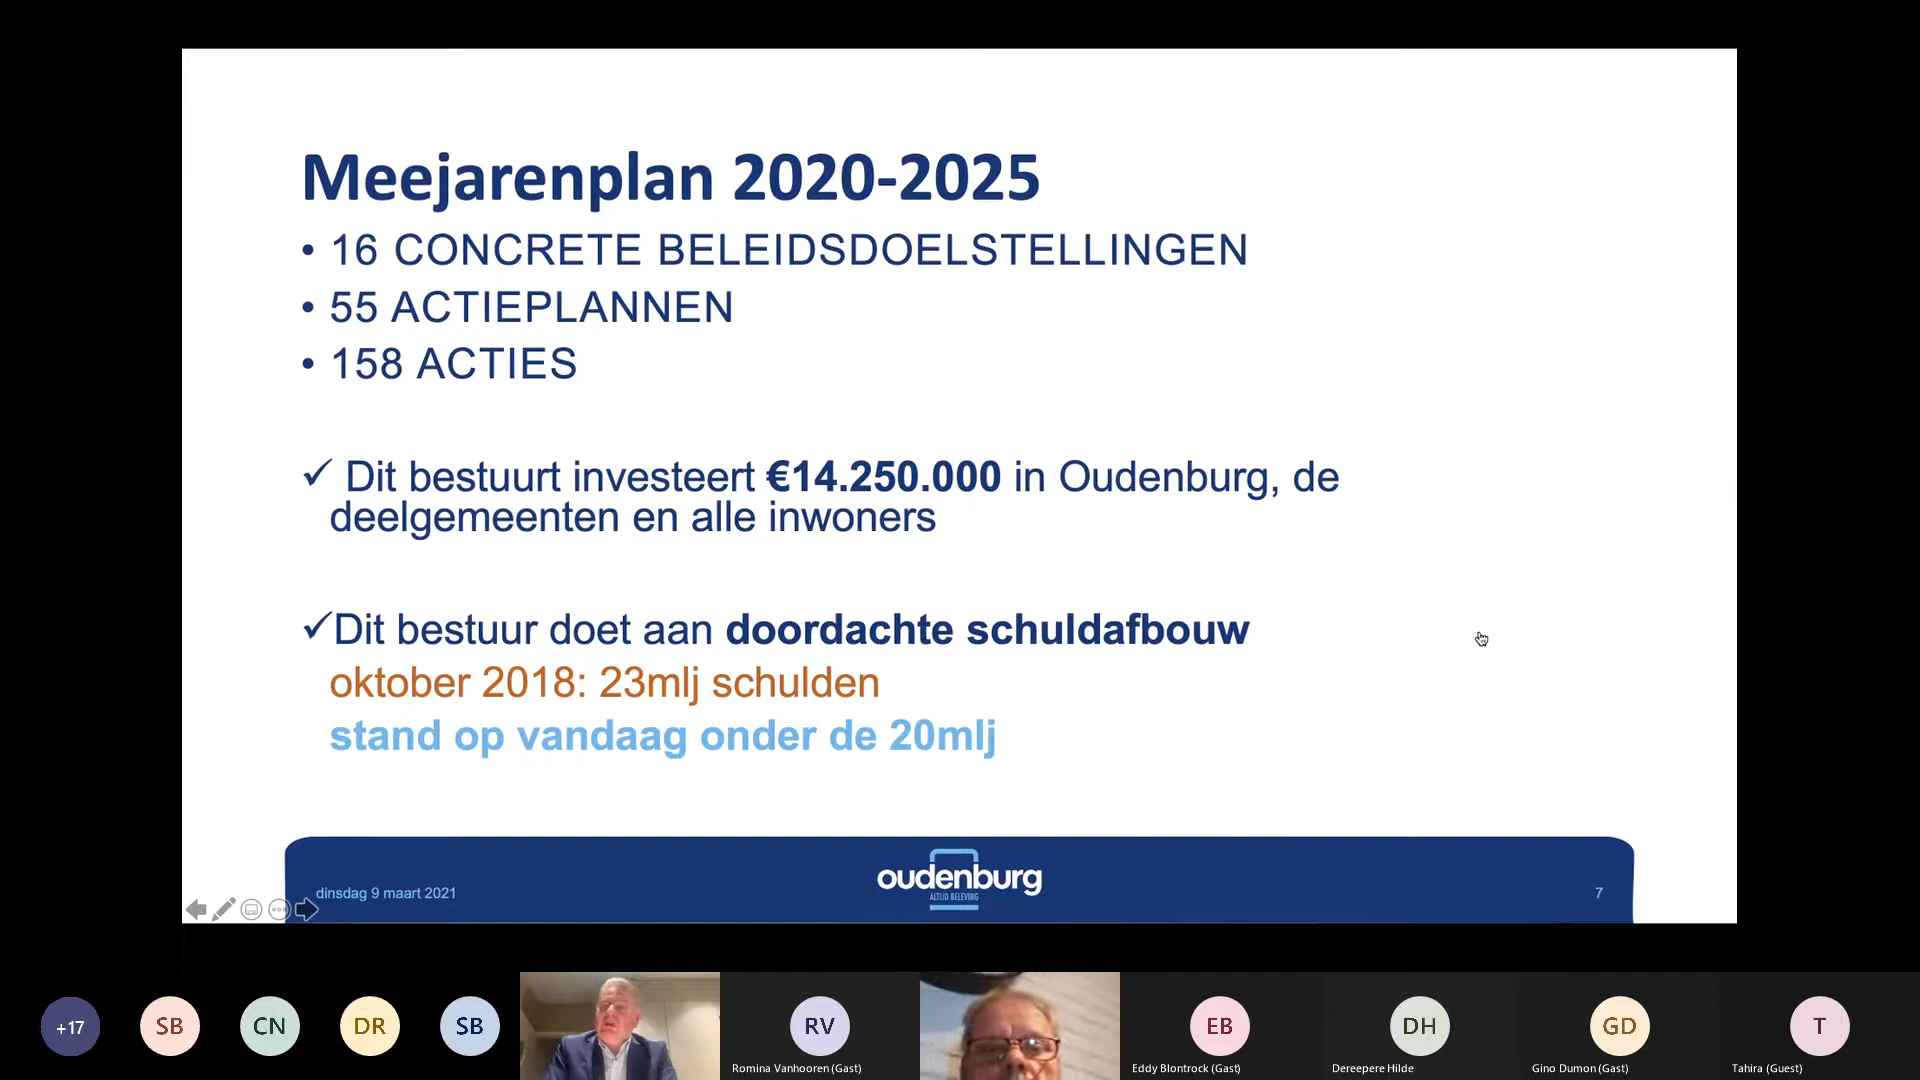 Meejarenplan 2020-2025
• 16 CONCRETE BELEIDSDOELSTELLINGEN
• 55 ACTIEPLANNEN
• 158 ACTIES
✓ Dit bestuurt investeert €14.250.000 in Oudenburg, de
deelgemeenten en alle inwoners
✓Dit bestuur doet aan doordachte schuldafbouw
oktober 2018: 23mlj schulden
stand op vandaag onder de 20mlj
dinsdag 9 maart 2021
oudenburg
ALTIJD BELEVING
7
+17
SB
CN
DR
SB
RV
Romina Vanhooren (Gast)
EB
Eddy Blontrock (Gast)
DH
Dereepere Hilde
GD
Gino Dumon (Gast)
T
Tahira (Guest)